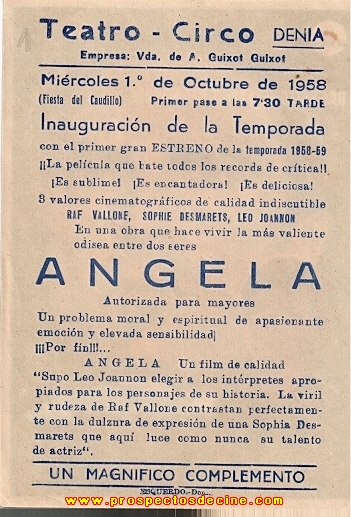 Teatro - Circo DENIA
Empresa: Vda. de A. Guixot Guixot
Miércoles 1.º de Octubre de 1958
(Fiesta del Caudillo) Primer pase a las 7'30 TARDE
Inauguración de la Temporada
con el primer gran ESTRENO de la temporada 1958-59
¡¡La película que bate todos los records de crítica!!
¡Es sublime! ¡Es encantadora! ¡Es deliciosa!
3 valores cinematográficos de calidad indiscutible
RAF VALLONE, SOPHIE DESMARETS, LEO JOANNON
En una obra que hace vivir la más valiente
odisea entre dos seres
ANGELA
Autorizada para mayores
Un problema moral y espiritual de apasionante
emoción y elevada sensibilidad¡
¡¡¡Por fin!!!...
ANGELA Un film de calidad
"Supo Leo Joannon elegir a los intérpretes apro-
piados para los personajes de su historia. La viril
y rudeza de Raf Vallone contrastan perfectamen-
te con la dulzura de expresión de una Sophia Des-
marets que aquí luce como nunca su talento
de actriz".
UN MAGNIFICO COMPLEMENTO
ESQUERDO.-
www.prospectosdecine.com